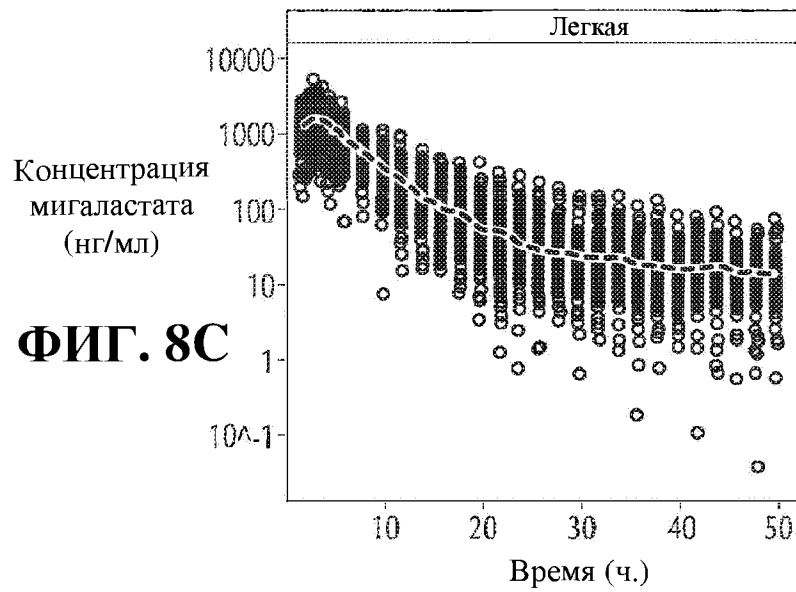 Легкая
10000
1000
100
10
1
10^-1
Концентрация
мигаластата
(нг/мл)
ФИГ. 8C
10 20 30 40 50
Время (ч.)